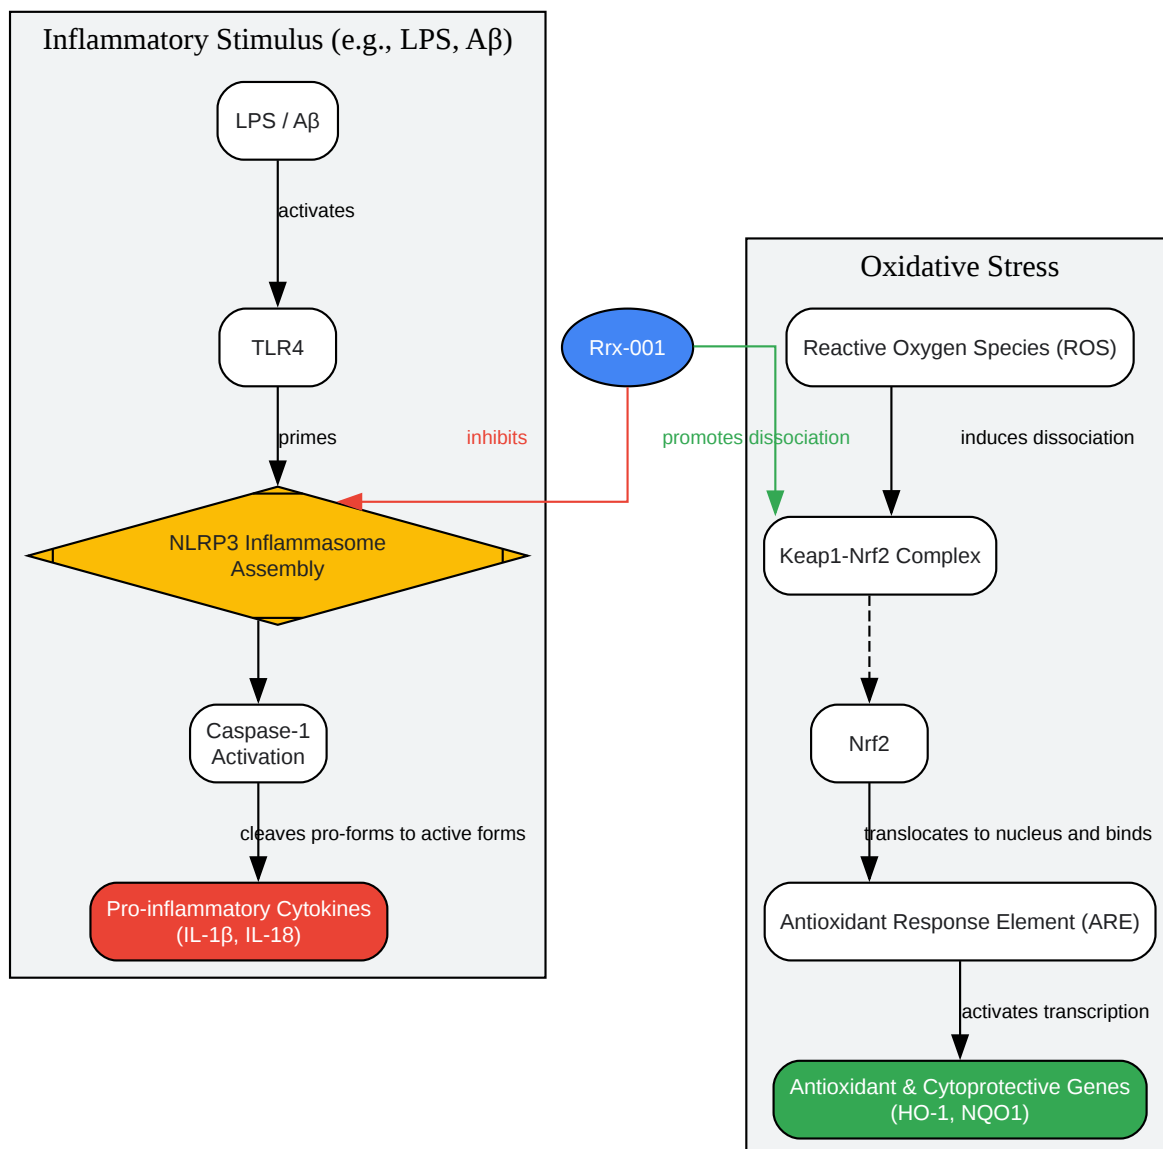 Inflammatory Stimulus (e.g., LPS, Aβ)
LPS / Aβ
activates
TLR4
primes
NLRP3 Inflammasome
Assembly
Caspase-1
Activation
cleaves pro-forms to active forms
Pro-inflammatory Cytokines
(IL-1β, IL-18)
Rrx-001
inhibits
promotes dissociation
Oxidative Stress
Reactive Oxygen Species (ROS)
induces dissociation
Keap1-Nrf2 Complex
Nrf2
translocates to nucleus and binds
Antioxidant Response Element (ARE)
activates transcription
Antioxidant & Cytoprotective Genes
(HO-1, NQO1)